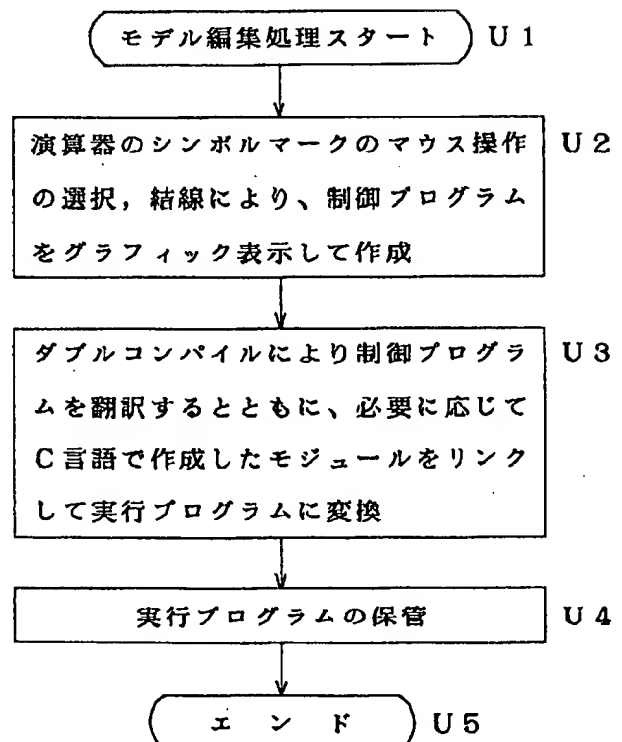 モデル編集処理スタート U1
演算器のシンボルマークのマウス操作 U2
の選択，結線により、制御プログラム
をグラフィック表示して作成
ダブルコンパイルにより制御プログラ U3
ムを翻訳するとともに、必要に応じて
C言語で作成したモジュールをリンク
して実行プログラムに変換
実行プログラムの保管 U4
エンド U5